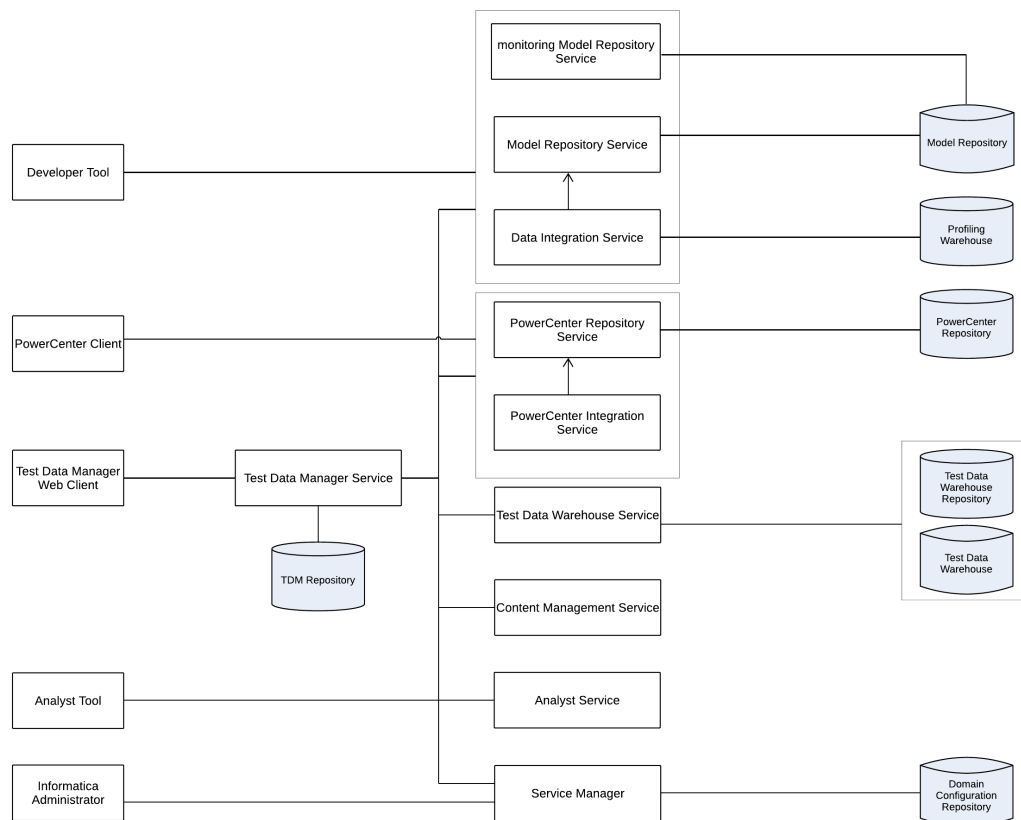 monitoring Model Repository
Service
Model Repository Service
Model Repository
Developer Tool
Data Integration Service
Profiling
Warehouse
PowerCenter Client
PowerCenter Repository
Service
PowerCenter
Repository
PowerCenter Integration
Service
Test Data Manager
Web Client
Test Data Manager Service
Test Data
Warehouse
Repository
Test Data Warehouse Service
Test Data
Warehouse
TDM Repository
Content Management Service
Analyst Tool
Analyst Service
Informatica
Administrator
Service Manager
Domain
Configuration
Repository